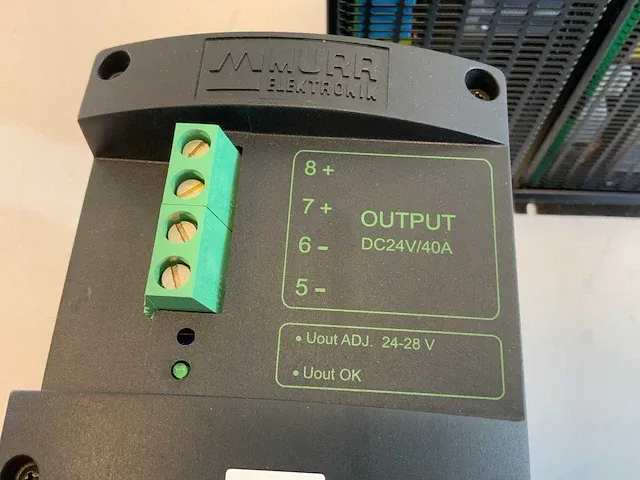 MURR
ELEKTRONIK
8 +
7 +
6 -
5 -
OUTPUT
DC24V/40A
• Uout ADJ. 24-28 V
• Uout OK